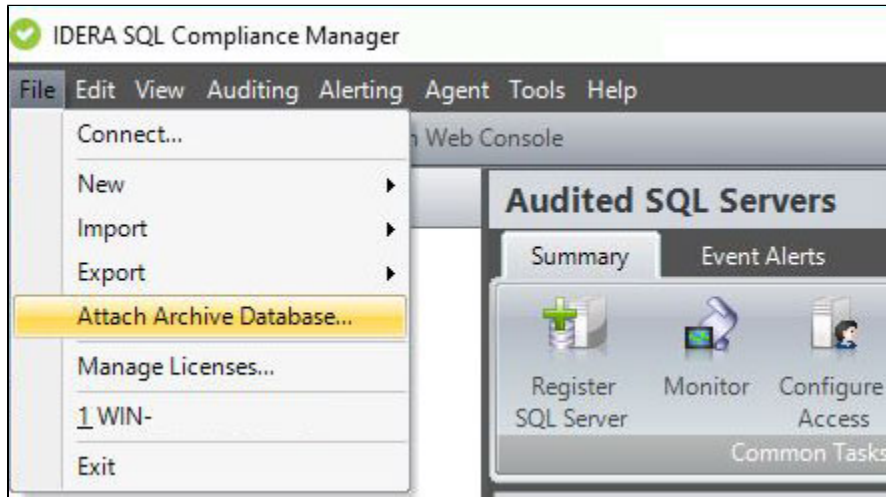 IDERA SQL Compliance Manager
File Edit View Auditing Alerting Agent Tools Help
Connect...
Web Console
New
Import
Export
Attach Archive Database...
Manage Licenses...
1 WIN-
Exit
Audited SQL Servers
Summary Event Alerts
Register SQL Server
Monitor
Configure Access
Common Tasks